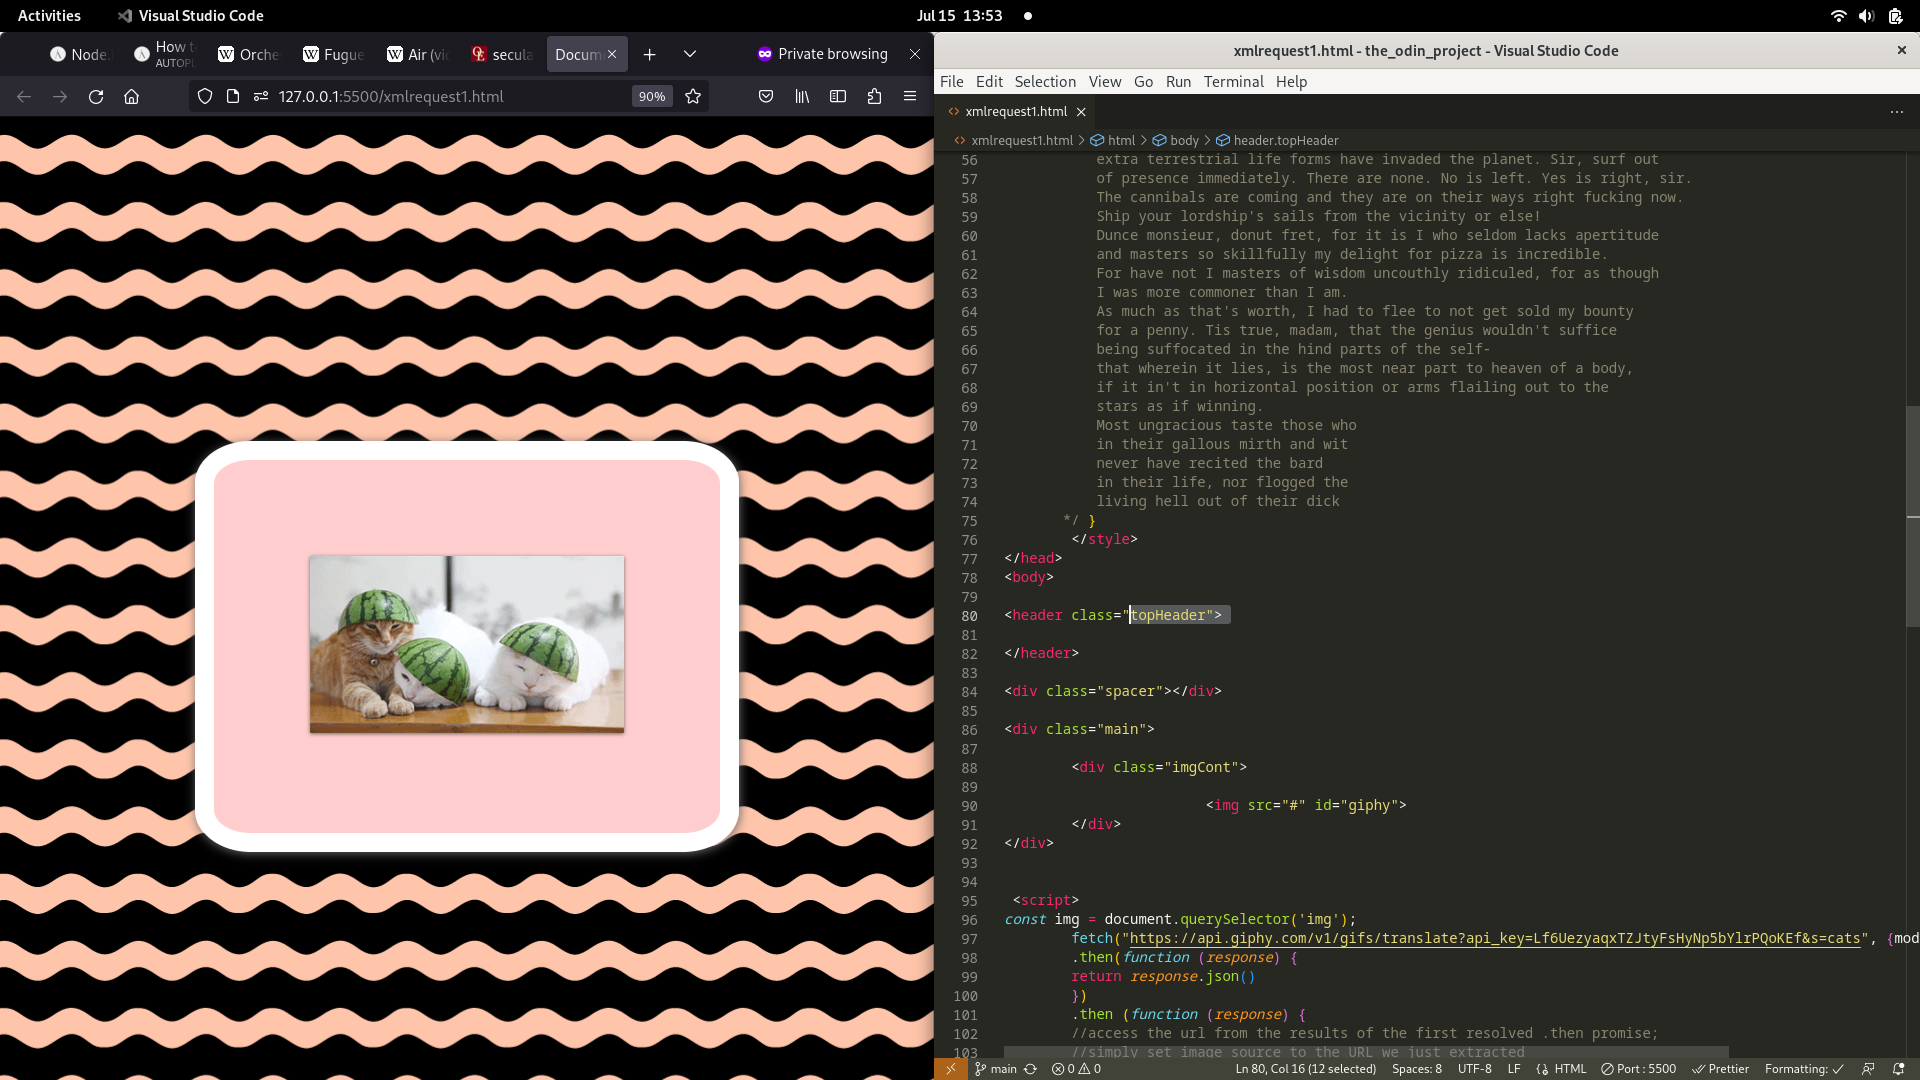 Activities
Visual Studio Code
Jul 15 13:53
Node.
How t
AUTOPL
Orche
Fugue
Air (vi
secula
Docum
Private browsing
127.0.0.1:5500/xmlrequest1.html
90%
xmlrequest1.html - the_odin_project - Visual Studio Code
File Edit Selection View Go Run Terminal Help
xmlrequest1.html
xmlrequest1.html > html > body > header.topHeader
56 extra terrestrial life forms have invaded the planet. Sir, surf out
57 of presence immediately. There are none. No is left. Yes is right, sir.
58 The cannibals are coming and they are on their ways right fucking now.
59 Ship your lordship's sails from the vicinity or else!
60 Dunce monsieur, donut fret, for it is I who seldom lacks apertitude
61 and masters so skillfully my delight for pizza is incredible.
62 For have not I masters of wisdom uncouthly ridiculed, for as though
63 I was more commoner than I am.
64 As much as that's worth, I had to flee to not get sold my bounty
65 for a penny. Tis true, madam, that the genius wouldn't suffice
66 being suffocated in the hind parts of the self-
67 that wherein it lies, is the most near part to heaven of a body,
68 if it in't in horizontal position or arms flailing out to the
69 stars as if winning.
70 Most ungracious taste those who
71 in their gallous mirth and wit
72 never have recited the bard
73 in their life, nor flogged the
74 living hell out of their dick
75 */ }
76 </style>
77 </head>
78 <body>
79
80 <header class="topHeader">
81
82 </header>
83
84 <div class="spacer"></div>
85
86 <div class="main">
87
88 <div class="imgCont">
89
90 <img src="#" id="giphy">
91 </div>
92 </div>
93
94
95 <script>
96 const img = document.querySelector('img');
97 fetch("https://api.giphy.com/v1/gifs/translate?api_key=Lf6UezyaqxTZJtyFsHyNp5bYlrPQoKEf&s=cats", {mod
98 .then(function (response) {
99 return response.json()
100 })
101 .then (function (response) {
102 //access the url from the results of the first resolved .then promise;
103 //simply set image source to the URL we just extracted
main
0 0
Ln 80, Col 16 (12 selected)
Spaces: 8
UTF-8
LF
HTML
Port : 5500
Prettier
Formatting: ✓